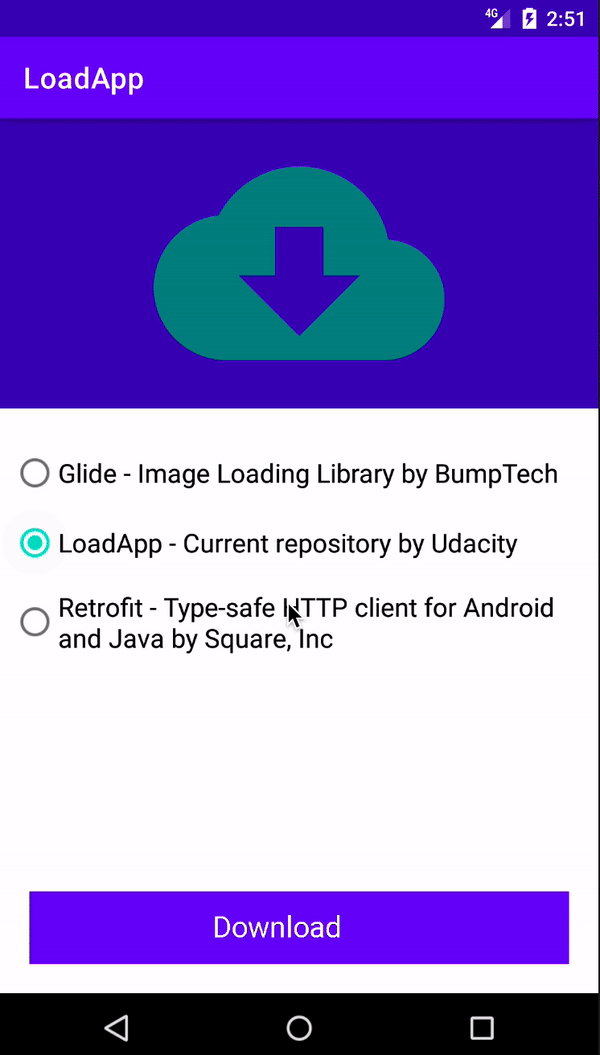 4G 2:51
LoadApp
Glide - Image Loading Library by BumpTech
LoadApp - Current repository by Udacity
Retrofit - Type-safe HTTP client for Android
and Java by Square, Inc
Download